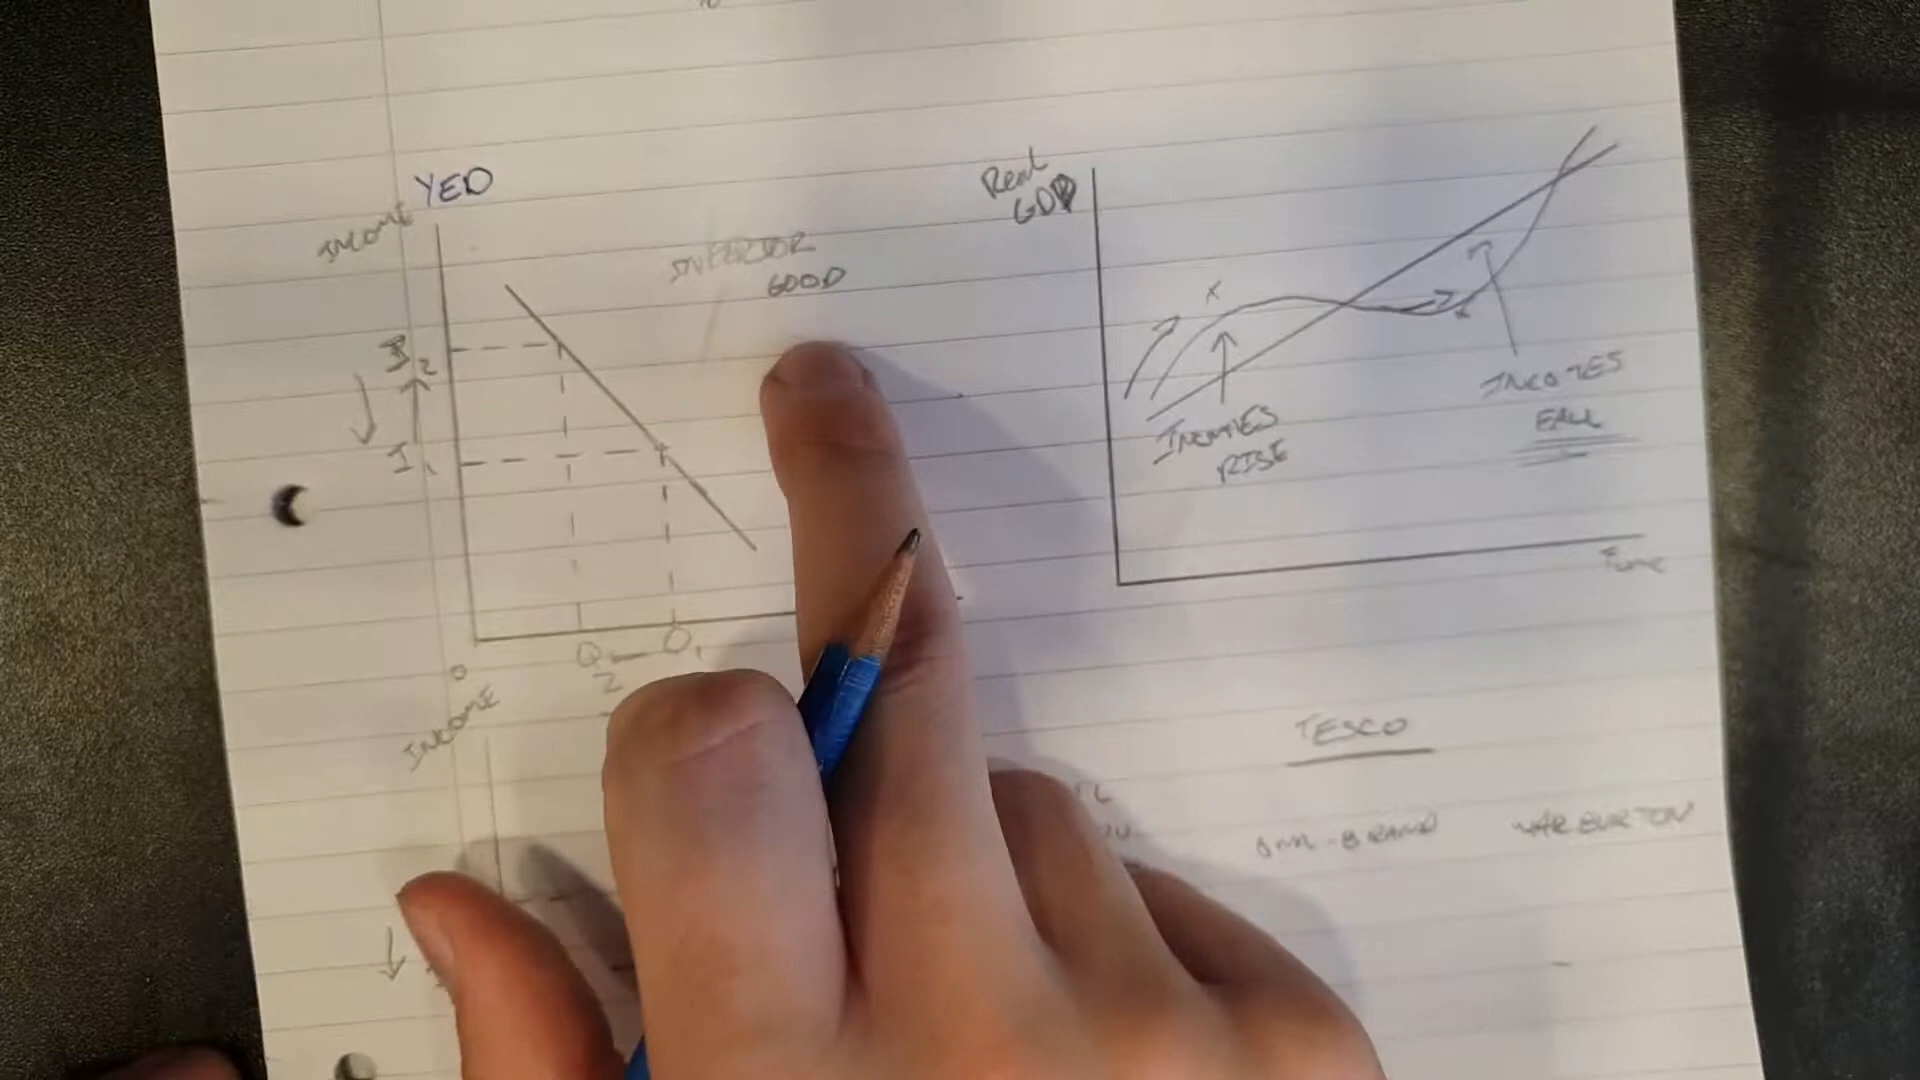 YED
INCOME
INFERIOR
GOOD
I2
I1
O
Q2
Q1
Real
GDP
INCOMES
RISE
INCOMES
FALL
Time
INCOME
TESCO
OWN-BRAND
WARBURTON